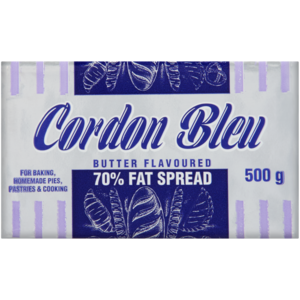 Cordon Bleu
BUTTER FLAVOURED
70% FAT SPREAD
500 g
FOR BAKING,
HOMEMADE PIES,
PASTRIES & COOKING